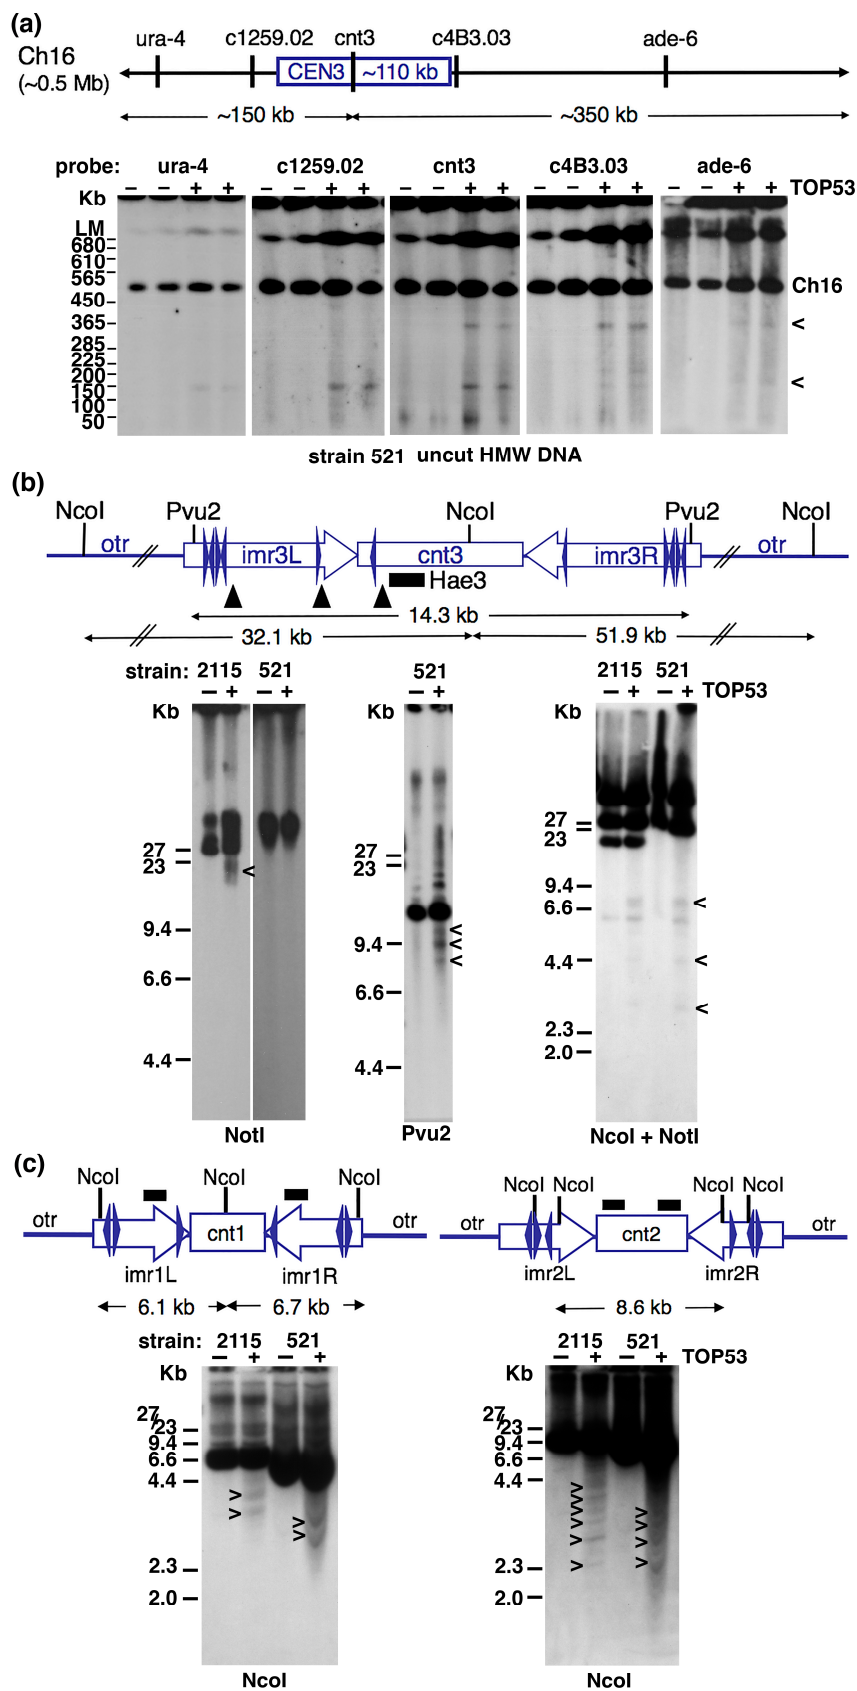 (a)
ura-4 c1259.02 cnt3 c4B3.03 ade-6
Ch16
(~0.5 Mb)
CEN3 ~110 kb
~150 kb ~350 kb
probe: ura-4 c1259.02 cnt3 c4B3.03 ade-6
– – + + – – + + – – + + – – + + – – + + TOP53
Kb
LM
680
610
565
450
365
285
225
200
150
100
50
Ch16
<
<
strain 521 uncut HMW DNA
(b)
NcoI Pvu2 NcoI Pvu2 NcoI
otr imr3L cnt3 imr3R otr
Hae3
14.3 kb
32.1 kb 51.9 kb
strain: 2115 521 521 2115 521
– + – + – + – + – + TOP53
Kb Kb Kb
27
23
9.4
6.6
4.4
<
27
23
9.4
6.6
4.4
<
<
<
27
23
9.4
6.6
4.4
2.3
2.0
<
<
<
NotI Pvu2 NcoI + NotI
(c)
NcoI NcoI NcoI NcoI NcoI NcoI NcoI
otr cnt1 otr otr cnt2 otr
imr1L imr1R imr2L imr2R
6.1 kb 6.7 kb 8.6 kb
strain: 2115 521 2115 521
– + – + – + – + TOP53
Kb Kb
27
23
9.4
6.6
4.4
2.3
2.0
>
>
>
>
27
23
9.4
6.6
4.4
2.3
2.0
>
>
>
>
>
>
>
>
>
>
NcoI NcoI